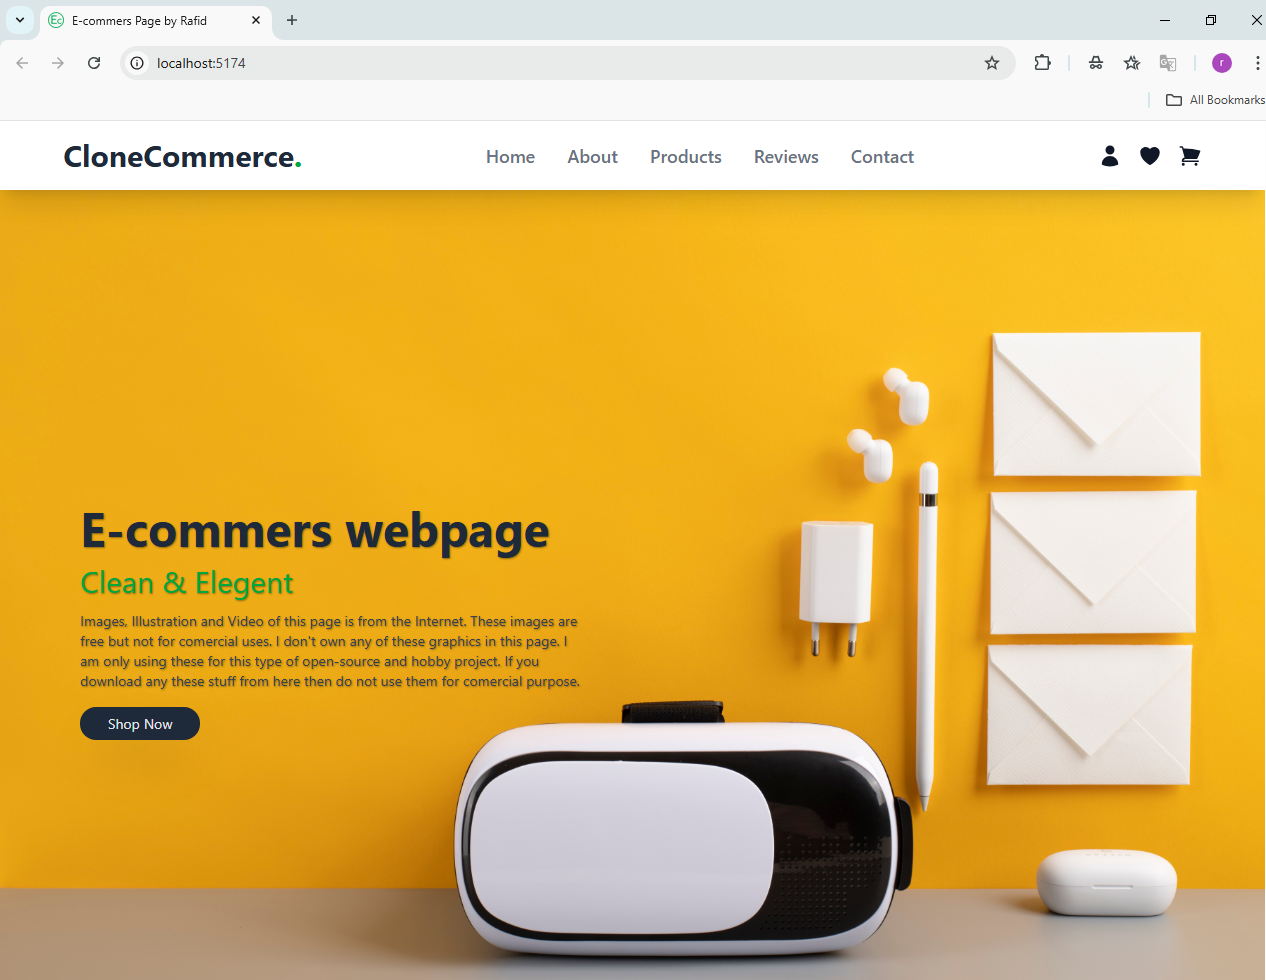 Ec E-commers Page by Rafid
localhost:5174
r
All Bookmarks
CloneCommerce.
Home About Products Reviews Contact
E-commers webpage
Clean & Elegent
Images, Illustration and Video of this page is from the Internet. These images are
free but not for comercial uses. I don't own any of these graphics in this page. I
am only using these for this type of open-source and hobby project. If you
download any these stuff from here then do not use them for comercial purpose.
Shop Now